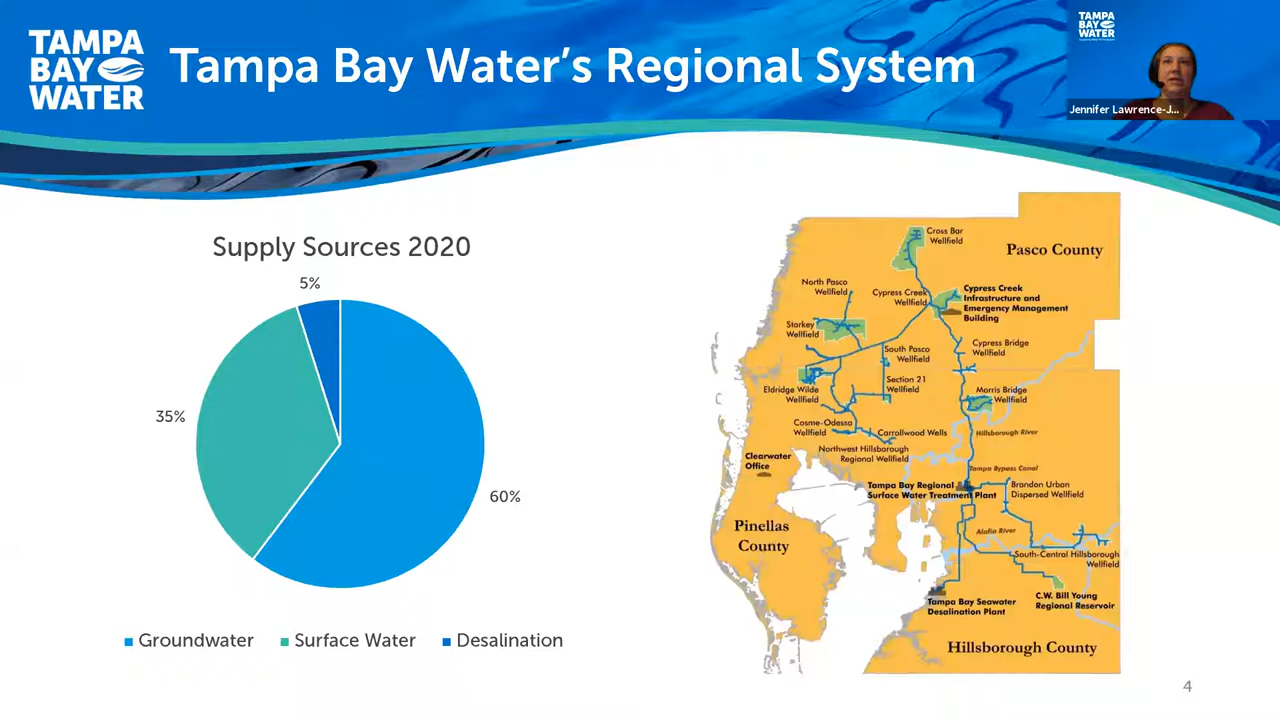 TAMPA
BAY
WATER
Tampa Bay Water's Regional System
TAMPA
BAY
WATER
Jennifer Lawrence-J...
Supply Sources 2020
5%
35%
60%
Groundwater
Surface Water
Desalination
Cross Bar
Wellfield
Pasco County
North Pasco
Wellfield
Cypress Creek
Wellfield
Cypress Creek
Infrastructure and
Emergency Management
Building
Starkey
Wellfield
South Pasco
Wellfield
Cypress Bridge
Wellfield
Eldridge Wilde
Wellfield
Section 21
Wellfield
Morris Bridge
Wellfield
Cosme-Odessa
Wellfield
Carrollwood Wells
Hillsborough River
Northwest Hillsborough
Regional Wellfield
Clearwater
Office
Tampa Bypass Canal
Tampa Bay Regional
Surface Water Treatment Plant
Brandon Urban
Dispersed Wellfield
Pinellas
County
Alafia River
South-Central Hillsborough
Wellfield
Tampa Bay Seawater
Desalination Plant
C.W. Bill Young
Regional Reservoir
Hillsborough County
4